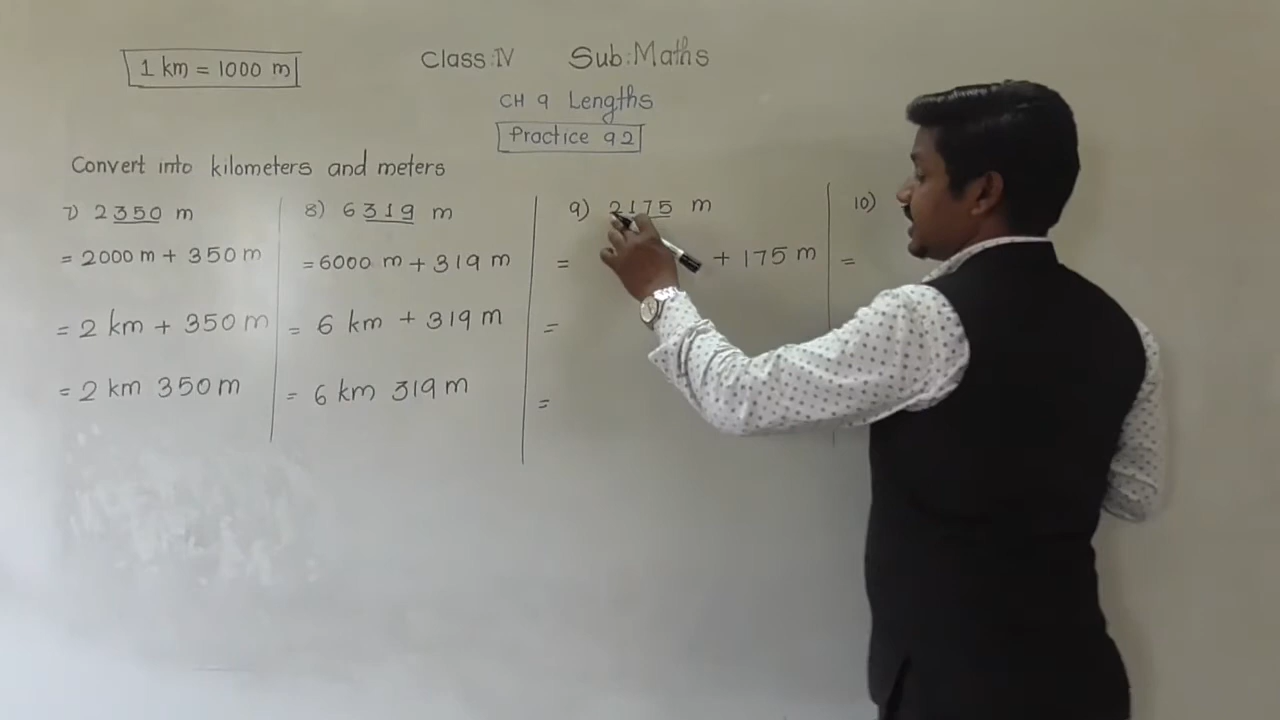 1 km = 1000 m
Class: IV Sub: Maths
CH 9 Lengths
Practice 9 2
Convert into kilometers and meters
7) 2350 m
= 2000 m + 350 m
= 2 km + 350 m
= 2 km 350 m
8) 6319 m
= 6000 m + 319 m
= 6 km + 319 m
= 6 km 319 m
9) 2175 m
= + 175 m
=
=
10)
=